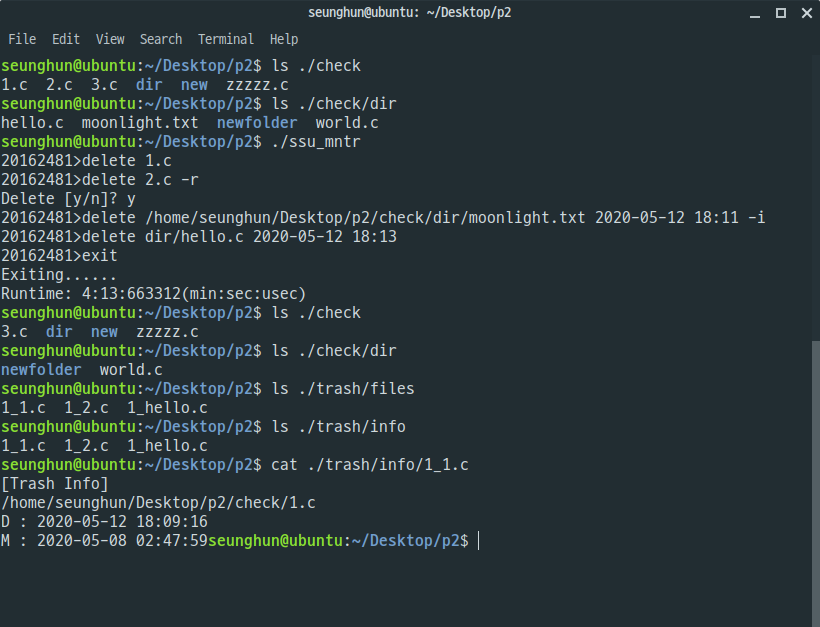 seunghun@ubuntu: ~/Desktop/p2
File Edit View Search Terminal Help
seunghun@ubuntu:~/Desktop/p2$ ls ./check
1.c  2.c  3.c  dir  new  zzzzz.c
seunghun@ubuntu:~/Desktop/p2$ ls ./check/dir
hello.c  moonlight.txt  newfolder  world.c
seunghun@ubuntu:~/Desktop/p2$ ./ssu_mntr
20162481>delete 1.c
20162481>delete 2.c -r
Delete [y/n]? y
20162481>delete /home/seunghun/Desktop/p2/check/dir/moonlight.txt 2020-05-12 18:11 -i
20162481>delete dir/hello.c 2020-05-12 18:13
20162481>exit
Exiting......
Runtime: 4:13:663312(min:sec:usec)
seunghun@ubuntu:~/Desktop/p2$ ls ./check
3.c  dir  new  zzzzz.c
seunghun@ubuntu:~/Desktop/p2$ ls ./check/dir
newfolder  world.c
seunghun@ubuntu:~/Desktop/p2$ ls ./trash/files
1_1.c  1_2.c  1_hello.c
seunghun@ubuntu:~/Desktop/p2$ ls ./trash/info
1_1.c  1_2.c  1_hello.c
seunghun@ubuntu:~/Desktop/p2$ cat ./trash/info/1_1.c
[Trash Info]
/home/seunghun/Desktop/p2/check/1.c
D : 2020-05-12 18:09:16
M : 2020-05-08 02:47:59seunghun@ubuntu:~/Desktop/p2$